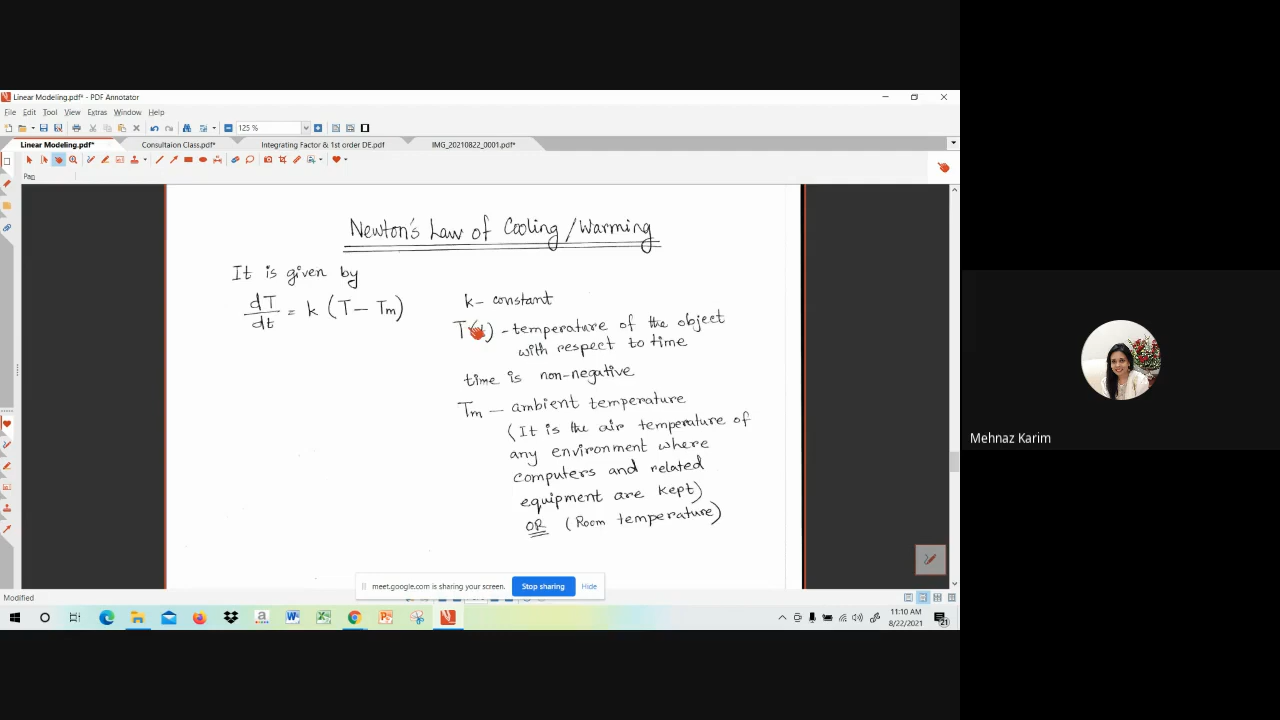 Linear Modeling.pdf* - PDF Annotator
File Edit Tool View Extras Window Help
125 %
Linear Modeling.pdf* Consultaion Class.pdf* Integrating Factor & 1st order DE.pdf IMG_20210822_0001.pdf*
Pan
Newton's Law of Cooling/Warming
It is given by
dT/dt = k (T - Tm)
k - constant
T( ) - temperature of the object
with respect to time
time is non-negative
Tm - ambient temperature
(It is the air temperature of
any environment where
computers and related
equipment are kept)
OR (Room temperature)
meet.google.com is sharing your screen. Stop sharing Hide
Modified
11:10 AM
8/22/2021
21
Mehnaz Karim